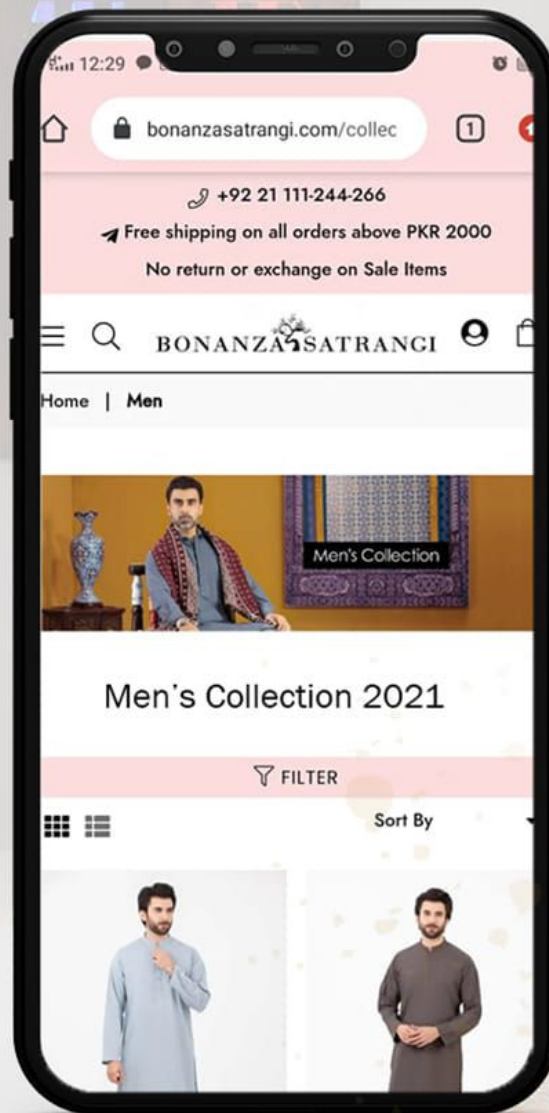 12:29
bonanzasatrangi.com/collec
1
+92 21 111-244-266
Free shipping on all orders above PKR 2000
No return or exchange on Sale Items
BONANZA SATRANGI
Home | Men
Men's Collection
Men's Collection 2021
FILTER
Sort By